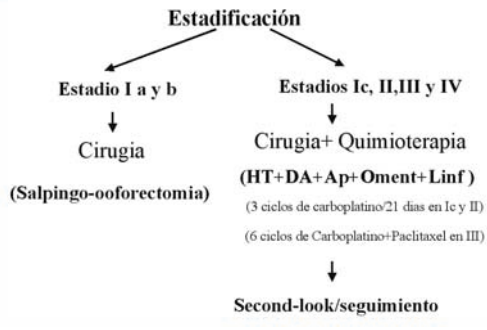 Estadificación
Estadio I a y b
Cirugia
(Salpingo-ooforectomia)
Estadios Ic, II,III y IV
Cirugia+ Quimioterapia
(HT+DA+Ap+Oment+Linf )
(3 ciclos de carboplatino/21 dias en Ic y II)
(6 ciclos de Carboplatino+Paclitaxel en III)
Second-look/seguimiento